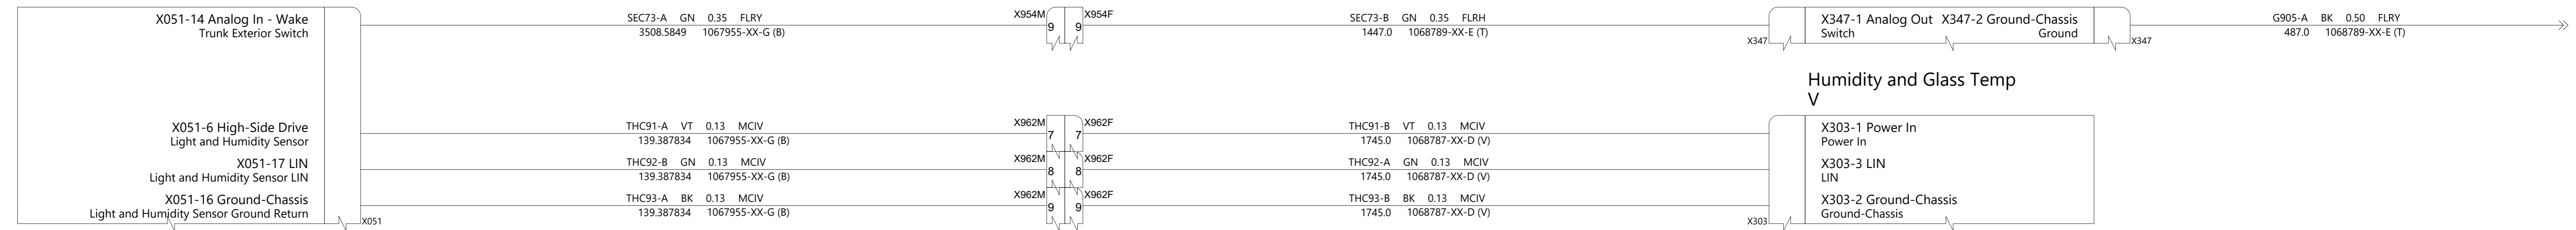 X051-14 Analog In - Wake
Trunk Exterior Switch
SEC73-A GN 0.35 FLRY
3508.5849 1067955-XX-G (B)
X954M X954F
9 9
SEC73-B GN 0.35 FLRH
1447.0 1068789-XX-E (T)
X347
X347-1 Analog Out X347-2 Ground-Chassis
Switch Ground
X347
G905-A BK 0.50 FLRY
487.0 1068789-XX-E (T)
Humidity and Glass Temp
V
X051-6 High-Side Drive
Light and Humidity Sensor
THC91-A VT 0.13 MCIV
139.387834 1067955-XX-G (B)
X962M X962F
7 7
THC91-B VT 0.13 MCIV
1745.0 1068787-XX-D (V)
X303-1 Power In
Power In
X051-17 LIN
Light and Humidity Sensor LIN
THC92-B GN 0.13 MCIV
139.387834 1067955-XX-G (B)
X962M X962F
8 8
THC92-A GN 0.13 MCIV
1745.0 1068787-XX-D (V)
X303-3 LIN
LIN
X051-16 Ground-Chassis
Light and Humidity Sensor Ground Return
X051
THC93-A BK 0.13 MCIV
139.387834 1067955-XX-G (B)
X962M X962F
9 9
THC93-B BK 0.13 MCIV
1745.0 1068787-XX-D (V)
X303
X303-2 Ground-Chassis
Ground-Chassis